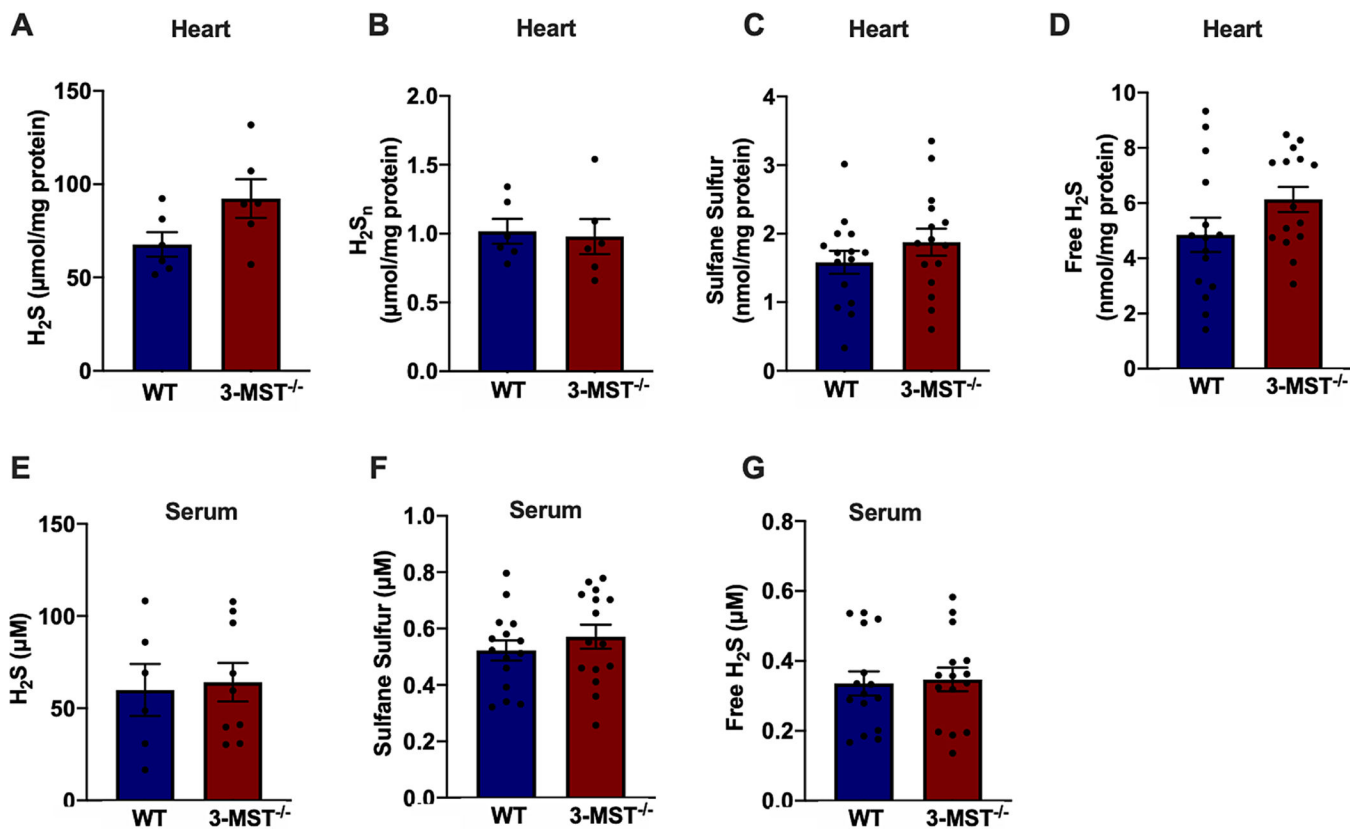 A
Heart
H₂S (µmol/mg protein)
150
100
50
0
WT
3-MST⁻/⁻
B
Heart
H₂Sₙ
(µmol/mg protein)
2.0
1.5
1.0
0.5
0.0
WT
3-MST⁻/⁻
C
Heart
Sulfane Sulfur
(nmol/mg protein)
4
3
2
1
0
WT
3-MST⁻/⁻
D
Heart
Free H₂S
(nmol/mg protein)
10
8
6
4
2
0
WT
3-MST⁻/⁻
E
Serum
H₂S (µM)
150
100
50
0
WT
3-MST⁻/⁻
F
Serum
Sulfane Sulfur (µM)
1.0
0.8
0.6
0.4
0.2
0.0
WT
3-MST⁻/⁻
G
Serum
Free H₂S (µM)
0.8
0.6
0.4
0.2
0.0
WT
3-MST⁻/⁻